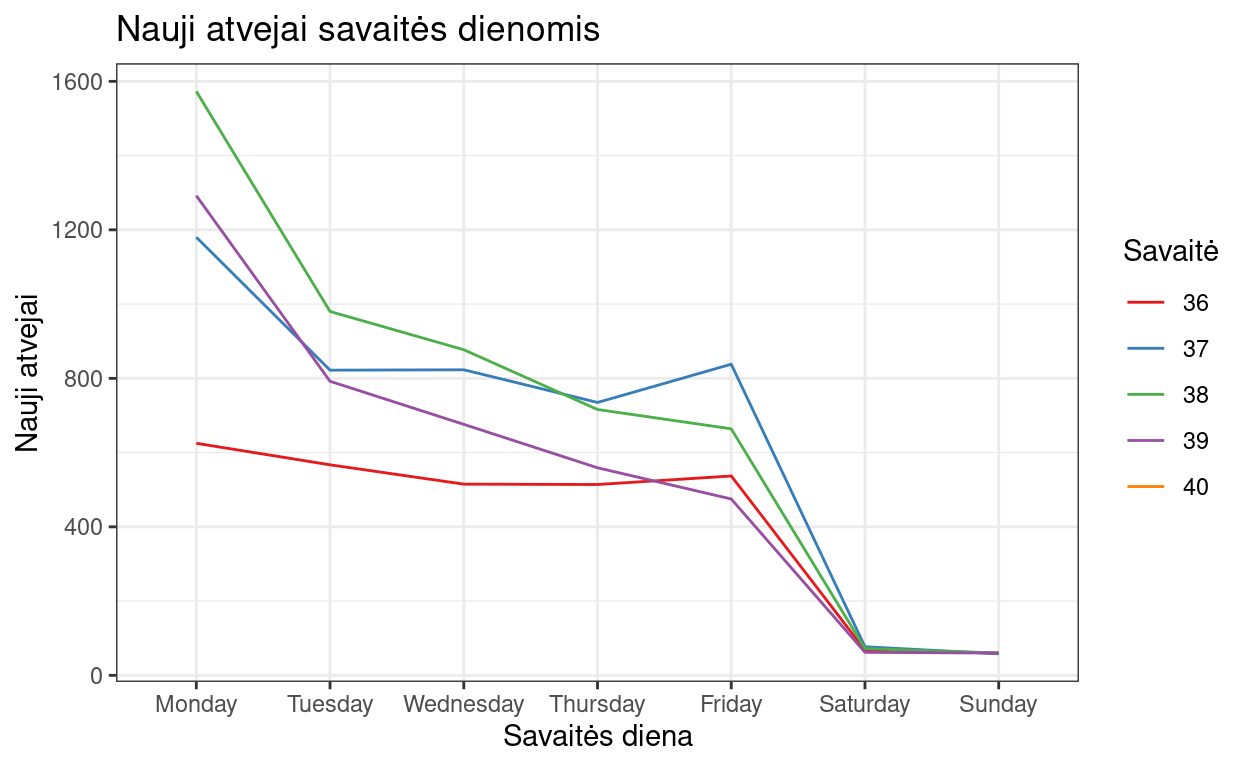 Nauji atvejai savaitės dienomis
Nauji atvejai
1600
1200
800
400
0
Monday Tuesday Wednesday Thursday Friday Saturday Sunday
Savaitės diena
Savaitė
36
37
38
39
40